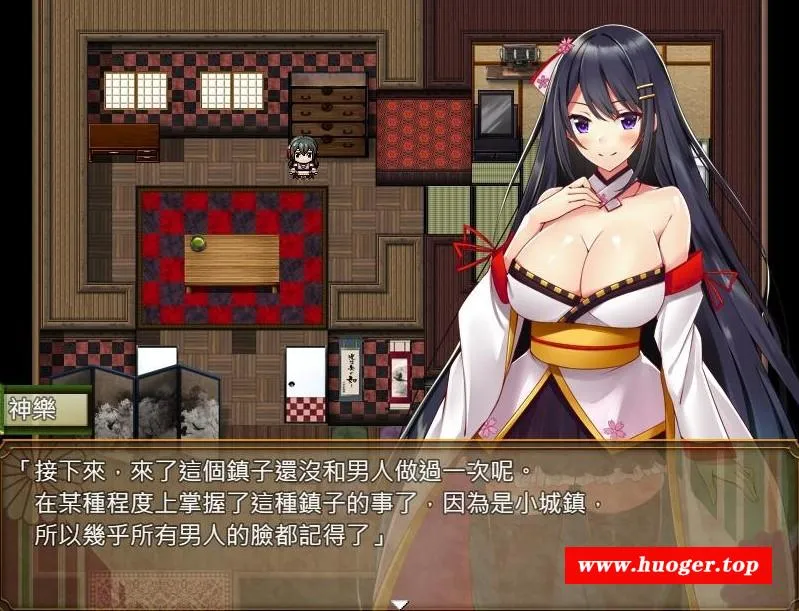 神樂
「接下來，來了這個鎮子還沒和男人做過一次呢。
在某種程度上掌握了這種鎮子的事了，因為是小城鎮，
所以幾乎所有男人的臉都記得了」
www.huoger.top